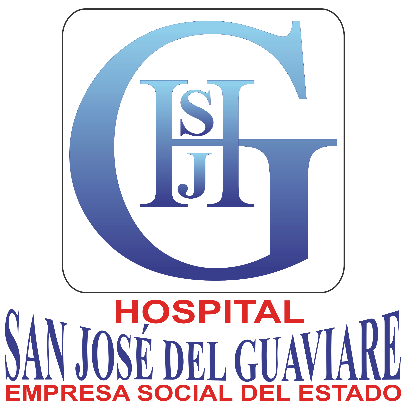 G
H
S
J
HOSPITAL
SAN JOSÉ DEL GUAVIARE
EMPRESA SOCIAL DEL ESTADO